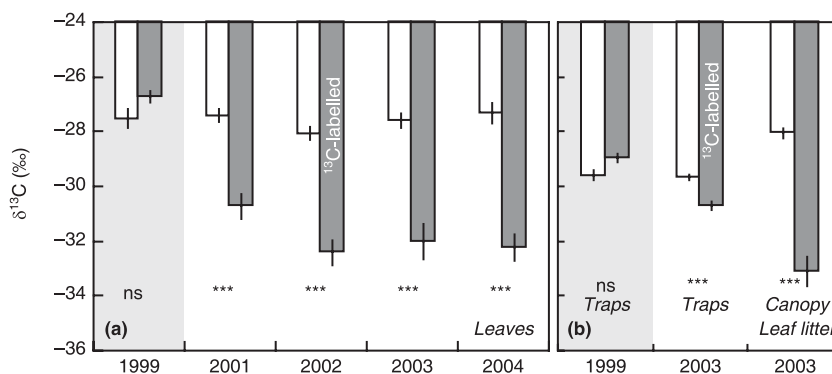 −24
−26
−28
−30
−32
−34
−36
δ¹³C (‰)
¹³C-labelled
ns
***
***
***
***
(a)
Leaves
1999
2001
2002
2003
2004
¹³C-labelled
ns
***
***
Traps
Traps
Canopy
(b)
Leaf litter
1999
2003
2003